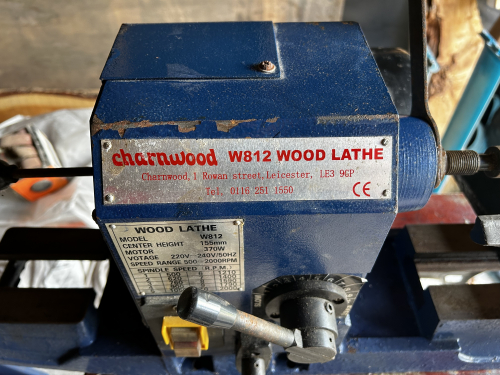 charnwood W812 WOOD LATHE
Charnwood,1 Rowan street,Leicester, LE3 9GP
Tel. 0116 251 1550
CE
WOOD LATHE
MODEL W812
CENTER HEIGHT 155mm
MOTOR 370W
VOTAGE 220V~240V/50HZ
SPEED RANGE 500~2000RPM
SPINDLE SPEED R.P.M.